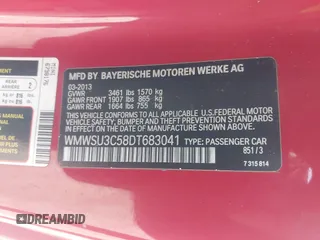 MFD. BY BAYERISCHE MOTOREN WERKE AG
03-2013
GVWR 3461 lbs 1570 kg
GAWR FRONT 1907 lbs 865 kg
GAWR REAR 1664 lbs 755 kg
THIS VEHICLE CONFORMS TO ALL APPLICABLE
U.S. FEDERAL MOTOR VEHICLE SAFETY,
BUMPER, AND THEFT PREVENTION STANDARDS
IN EFFECT ON THE DATE OF MANUFACTURE
SHOWN ABOVE.
WMWSU3C58DT683041 TYPE: PASSENGER CAR
851/3
7 315 814
DREAMBID